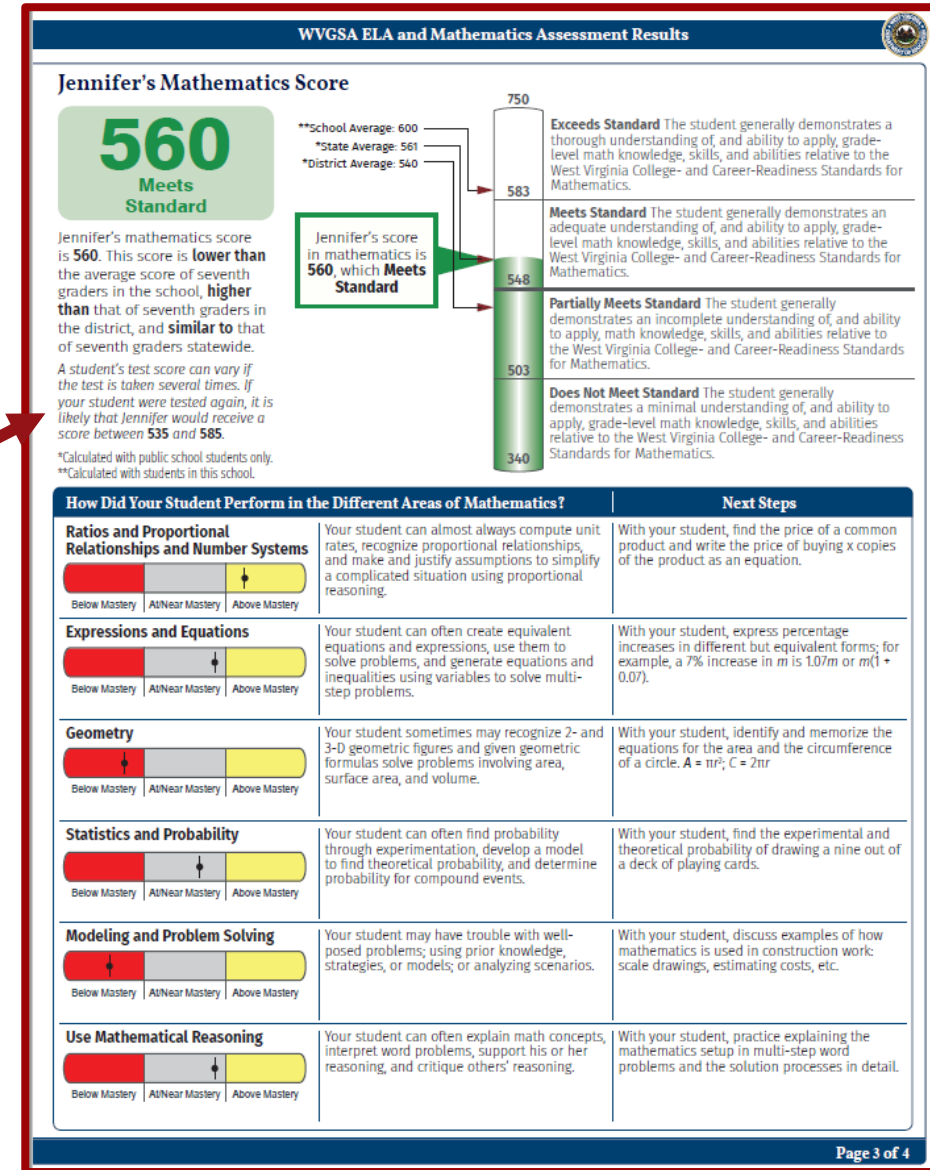 WVGSA ELA and Mathematics Assessment Results
Jennifer's Mathematics Score
560
Meets
Standard
Jennifer's mathematics score
is 560. This score is lower than
the average score of seventh
graders in the school, higher
than that of seventh graders in
the district, and similar to that
of seventh graders statewide.
A student's test score can vary if
the test is taken several times. If
your student were tested again, it is
likely that Jennifer would receive a
score between 535 and 585.
*Calculated with public school students only.
**Calculated with students in this school.
**School Average: 600
*State Average: 561
*District Average: 540
Jennifer's score
in mathematics is
560, which Meets
Standard
750
583
548
503
340
Exceeds Standard The student generally demonstrates a
thorough understanding of, and ability to apply, grade-
level math knowledge, skills, and abilities relative to the
West Virginia College- and Career-Readiness Standards for
Mathematics.
Meets Standard The student generally demonstrates an
adequate understanding of, and ability to apply, grade-
level math knowledge, skills, and abilities relative to the
West Virginia College- and Career-Readiness Standards for
Mathematics.
Partially Meets Standard The student generally
demonstrates an incomplete understanding of, and ability
to apply, math knowledge, skills, and abilities relative to
the West Virginia College- and Career-Readiness Standards
for Mathematics.
Does Not Meet Standard The student generally
demonstrates a minimal understanding of, and ability to
apply, grade-level math knowledge, skills, and abilities
relative to the West Virginia College- and Career-Readiness
Standards for Mathematics.
How Did Your Student Perform in the Different Areas of Mathematics?
Next Steps
Ratios and Proportional
Relationships and Number Systems
Below Mastery At/Near Mastery Above Mastery
Your student can almost always compute unit
rates, recognize proportional relationships,
and make and justify assumptions to simplify
a complicated situation using proportional
reasoning.
With your student, find the price of a common
product and write the price of buying x copies
of the product as an equation.
Expressions and Equations
Below Mastery At/Near Mastery Above Mastery
Your student can often create equivalent
equations and expressions, use them to
solve problems, and generate equations and
inequalities using variables to solve multi-
step problems.
With your student, express percentage
increases in different but equivalent forms; for
example, a 7% increase in m is 1.07m or m(1 +
0.07).
Geometry
Below Mastery At/Near Mastery Above Mastery
Your student sometimes may recognize 2- and
3-D geometric figures and given geometric
formulas solve problems involving area,
surface area, and volume.
With your student, identify and memorize the
equations for the area and the circumference
of a circle. A = πr²; C = 2πr
Statistics and Probability
Below Mastery At/Near Mastery Above Mastery
Your student can often find probability
through experimentation, develop a model
to find theoretical probability, and determine
probability for compound events.
With your student, find the experimental and
theoretical probability of drawing a nine out of
a deck of playing cards.
Modeling and Problem Solving
Below Mastery At/Near Mastery Above Mastery
Your student may have trouble with well-
posed problems; using prior knowledge,
strategies, or models; or analyzing scenarios.
With your student, discuss examples of how
mathematics is used in construction work:
scale drawings, estimating costs, etc.
Use Mathematical Reasoning
Below Mastery At/Near Mastery Above Mastery
Your student can often explain math concepts,
interpret word problems, support his or her
reasoning, and critique others' reasoning.
With your student, practice explaining the
mathematics setup in multi-step word
problems and the solution processes in detail.
Page 3 of 4